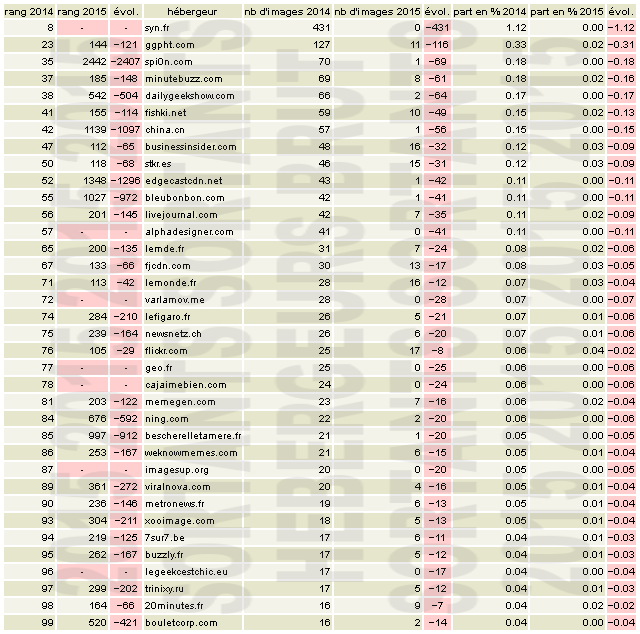 rang 2014 rang 2015 évol. hébergeur nb d'images 2014 nb d'images 2015 évol. part en % 2014 part en % 2015 évol.
8 - - syn.fr 431 0 −431 1.12 0.00 −1.12
23 144 −121 ggpht.com 127 11 −116 0.33 0.02 −0.31
35 2442 −2407 spi0n.com 70 1 −69 0.18 0.00 −0.18
37 185 −148 minutebuzz.com 69 8 −61 0.18 0.02 −0.16
38 542 −504 dailygeekshow.com 66 2 −64 0.17 0.00 −0.17
41 155 −114 fishki.net 59 10 −49 0.15 0.02 −0.13
42 1139 −1097 china.cn 57 1 −56 0.15 0.00 −0.15
47 112 −65 businessinsider.com 48 16 −32 0.12 0.03 −0.09
50 118 −68 stkr.es 46 15 −31 0.12 0.03 −0.09
52 1348 −1296 edgecastcdn.net 43 1 −42 0.11 0.00 −0.11
55 1027 −972 bleubonbon.com 42 1 −41 0.11 0.00 −0.11
56 201 −145 livejournal.com 42 7 −35 0.11 0.02 −0.09
57 - - alphadesigner.com 41 0 −41 0.11 0.00 −0.11
65 200 −135 lemde.fr 31 7 −24 0.08 0.02 −0.06
67 133 −66 fjcdn.com 30 13 −17 0.08 0.03 −0.05
71 113 −42 lemonde.fr 28 16 −12 0.07 0.03 −0.04
72 - - varlamov.me 28 0 −28 0.07 0.00 −0.07
74 284 −210 lefigaro.fr 26 5 −21 0.07 0.01 −0.06
75 239 −164 newsnetz.ch 26 6 −20 0.07 0.01 −0.06
76 105 −29 flickr.com 25 17 −8 0.06 0.04 −0.02
77 - - geo.fr 25 0 −25 0.06 0.00 −0.06
78 - - cajaimebien.com 24 0 −24 0.06 0.00 −0.06
81 203 −122 memegen.com 23 7 −16 0.06 0.02 −0.04
84 676 −592 ning.com 22 2 −20 0.06 0.00 −0.06
85 997 −912 bescherelletamere.fr 21 1 −20 0.05 0.00 −0.05
86 253 −167 weknowmemes.com 21 6 −15 0.05 0.01 −0.04
87 - - imagesup.org 20 0 −20 0.05 0.00 −0.05
89 361 −272 viralnova.com 20 4 −16 0.05 0.01 −0.04
90 236 −146 metronews.fr 19 6 −13 0.05 0.01 −0.04
93 304 −211 xooimage.com 18 5 −13 0.05 0.01 −0.04
94 219 −125 7sur7.be 17 6 −11 0.04 0.01 −0.03
95 262 −167 buzzly.fr 17 5 −12 0.04 0.01 −0.03
96 - - legeekcestchic.eu 17 0 −17 0.04 0.00 −0.04
97 299 −202 trinixy.ru 17 5 −12 0.04 0.01 −0.03
98 164 −66 20minutes.fr 16 9 −7 0.04 0.02 −0.02
99 520 −421 bouletcorp.com 16 2 −14 0.04 0.00 −0.04